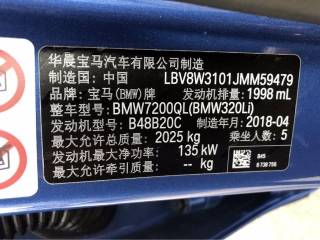 华晨宝马汽车有限公司制造
制造国：中国 LBV8W3101JMM59479
品牌：宝马(BMW)牌 发动机排量：1998 mL
整车型号：BMW7200QL(BMW320Li)
发动机型号：B48B20C 制造年月：2018-04
最大允许总质量：2025 kg 乘坐人数：5
发动机最大净功率：135 kW
最大允许牵引质量：-- kg